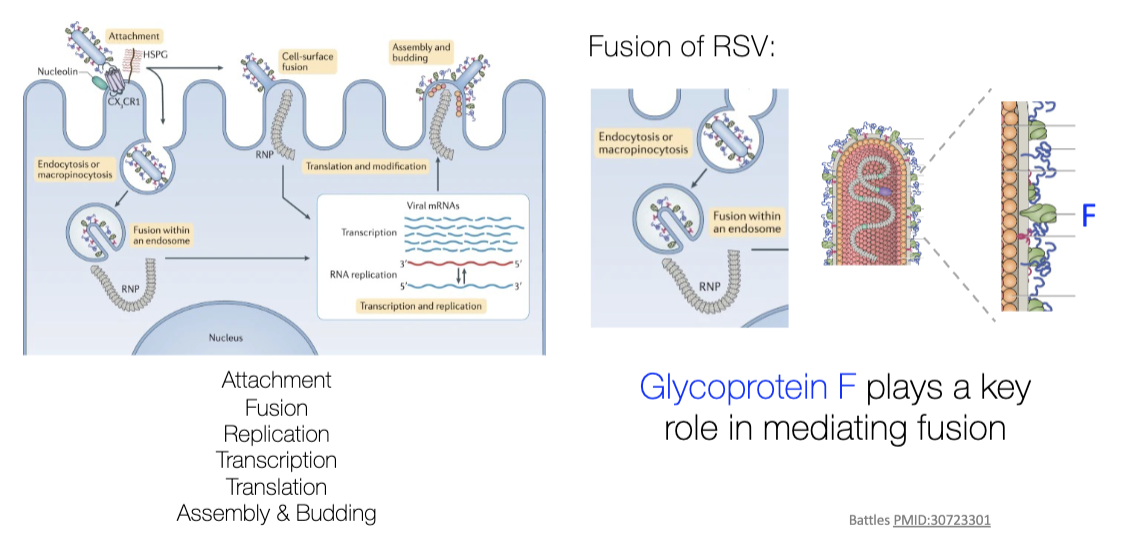 Attachment
HSPG
Nucleolin
CX3CR1
Cell-surface
fusion
Assembly and
budding
RNP
Translation and modification
Endocytosis or
macropinocytosis
Fusion within
an endosome
RNP
Viral mRNAs
Transcription
3′
5′
RNA replication
5′
3′
Transcription and replication
Nucleus
Attachment
Fusion
Replication
Transcription
Translation
Assembly & Budding
Fusion of RSV:
Endocytosis or
macropinocytosis
Fusion within
an endosome
RNP
F
Glycoprotein F plays a key
role in mediating fusion
Battles PMID:30723301